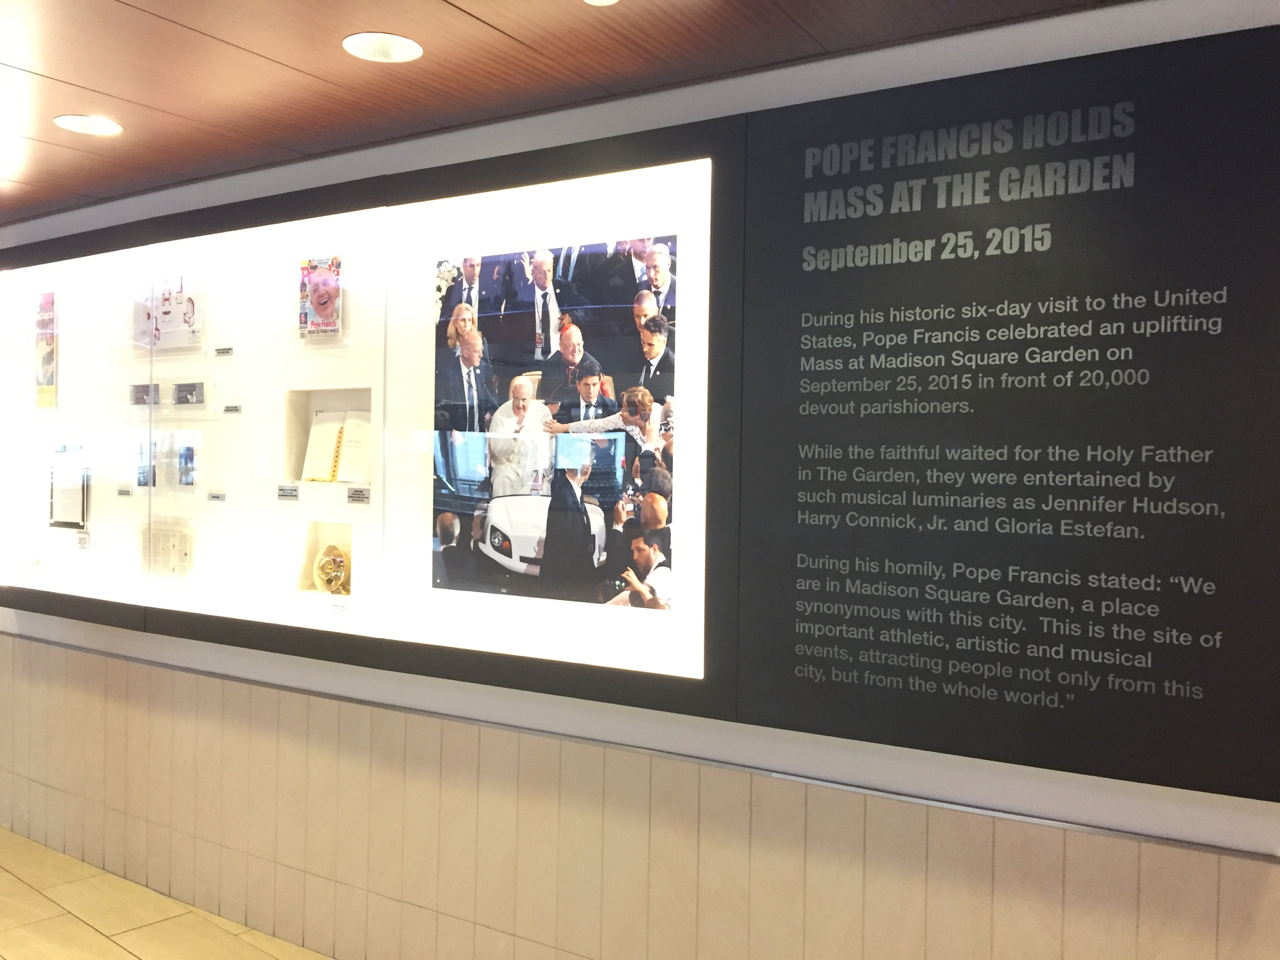 POPE FRANCIS HOLDS
MASS AT THE GARDEN
September 25, 2015
During his historic six-day visit to the United
States, Pope Francis celebrated an uplifting
Mass at Madison Square Garden on
September 25, 2015 in front of 20,000
devout parishioners.
While the faithful waited for the Holy Father
in The Garden, they were entertained by
such musical luminaries as Jennifer Hudson,
Harry Connick, Jr. and Gloria Estefan.
During his homily, Pope Francis stated: “We
are in Madison Square Garden, a place
synonymous with this city.  This is the site of
important athletic, artistic and musical
events, attracting people not only from this
city, but from the whole world.”
Pope Francis